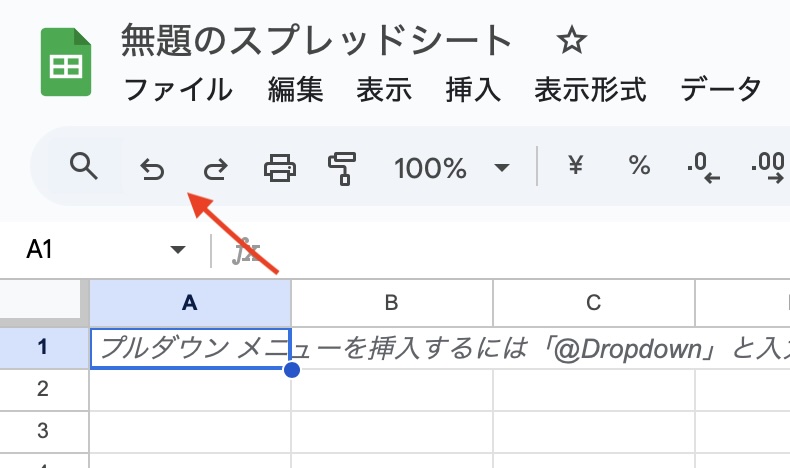 無題のスプレッドシート
ファイル 編集 表示 挿入 表示形式 データ
100% ¥ % .0 .00
A1 fx
A B C
1 プルダウン メニューを挿入するには「@Dropdown」と入
2
3